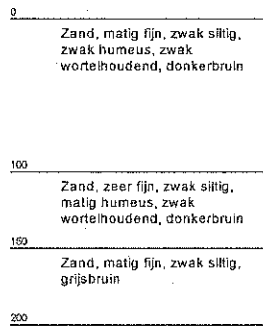 0
Zand, matig fijn, zwak siltig,
zwak humeus, zwak
wortelhoudend, donkerbruin
100
Zand, zeer fijn, zwak siltig,
matig humeus, zwak
wortelhoudend, donkerbruin
150
Zand, matig fijn, zwak siltig,
grijsbruin
200